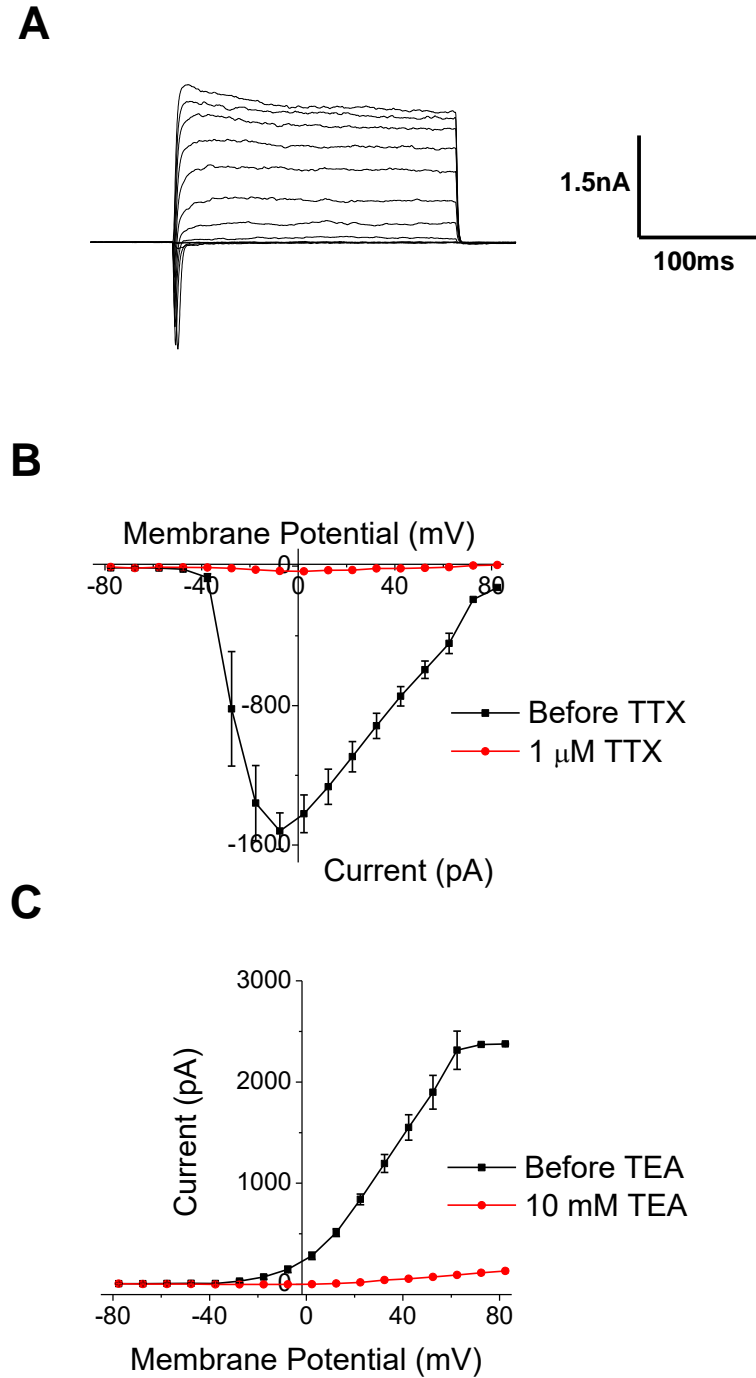 A
1.5nA
100ms
B
Membrane Potential (mV)
0
-80 -40 0 40 80
-800
Before TTX
1 μM TTX
-1600
Current (pA)
C
3000
2000
1000
0
Current (pA)
Before TEA
10 mM TEA
-80 -40 0 40 80
Membrane Potential (mV)